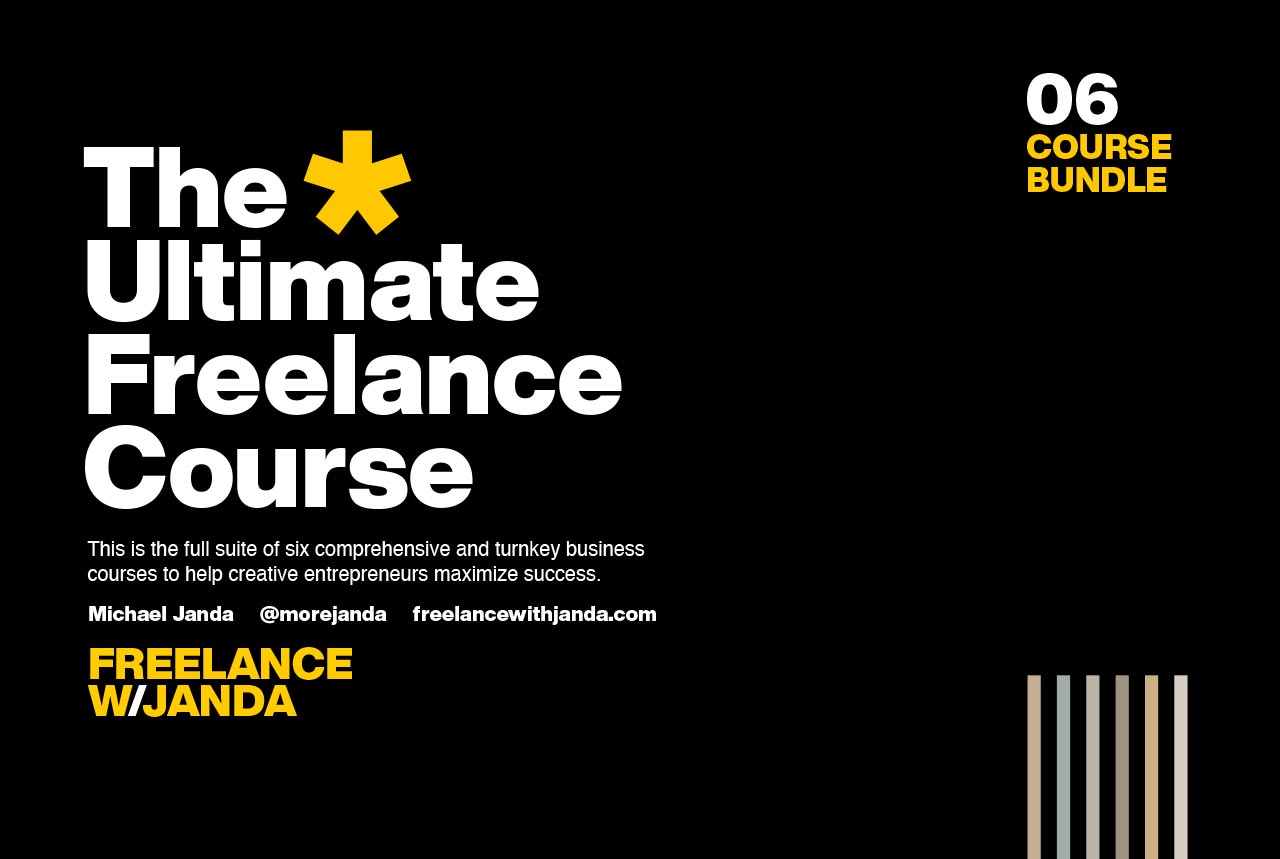 The *
Ultimate
Freelance
Course
This is the full suite of six comprehensive and turnkey business
courses to help creative entrepreneurs maximize success.
Michael Janda @morejanda freelancewithjanda.com
FREELANCE
W/JANDA
06
COURSE
BUNDLE